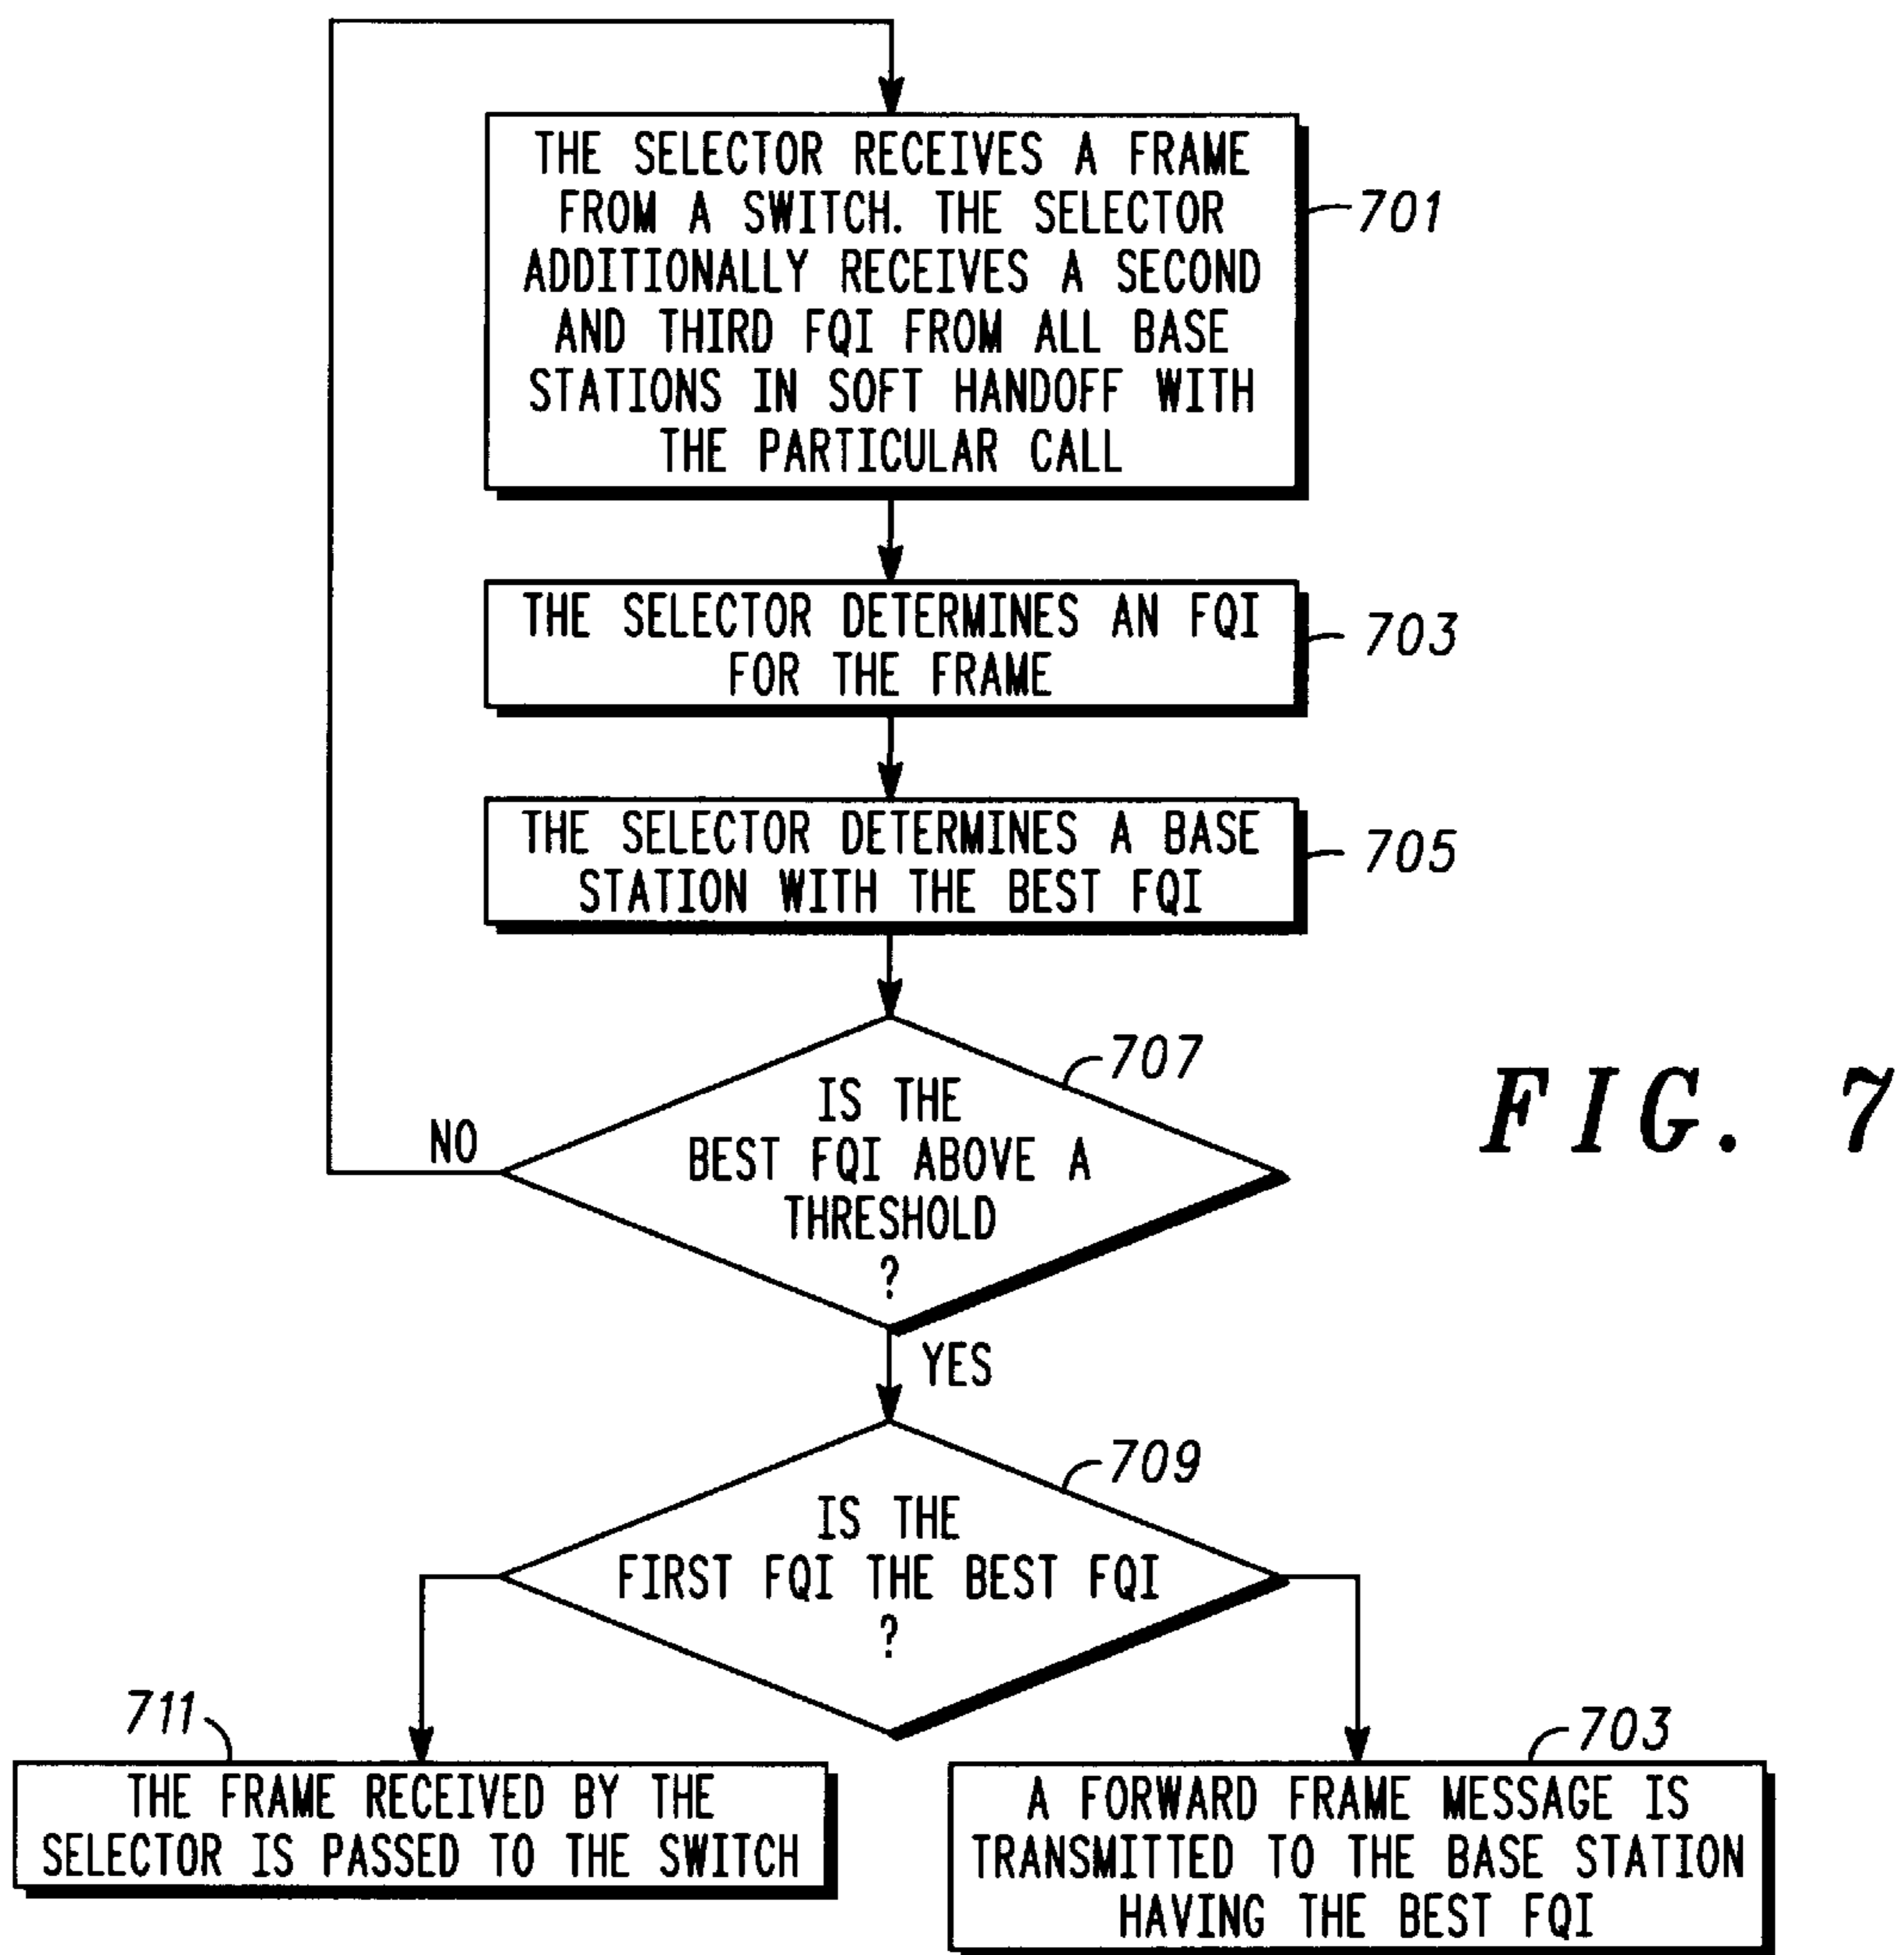 THE SELECTOR RECEIVES A FRAME
FROM A SWITCH. THE SELECTOR
ADDITIONALLY RECEIVES A SECOND
AND THIRD FQI FROM ALL BASE
STATIONS IN SOFT HANDOFF WITH
THE PARTICULAR CALL
701
THE SELECTOR DETERMINES AN FQI
FOR THE FRAME
703
THE SELECTOR DETERMINES A BASE
STATION WITH THE BEST FQI
705
707
IS THE
BEST FQI ABOVE A
THRESHOLD
?
NO
YES
FIG. 7
709
IS THE
FIRST FQI THE BEST FQI
?
711
THE FRAME RECEIVED BY THE
SELECTOR IS PASSED TO THE SWITCH
703
A FORWARD FRAME MESSAGE IS
TRANSMITTED TO THE BASE STATION
HAVING THE BEST FQI